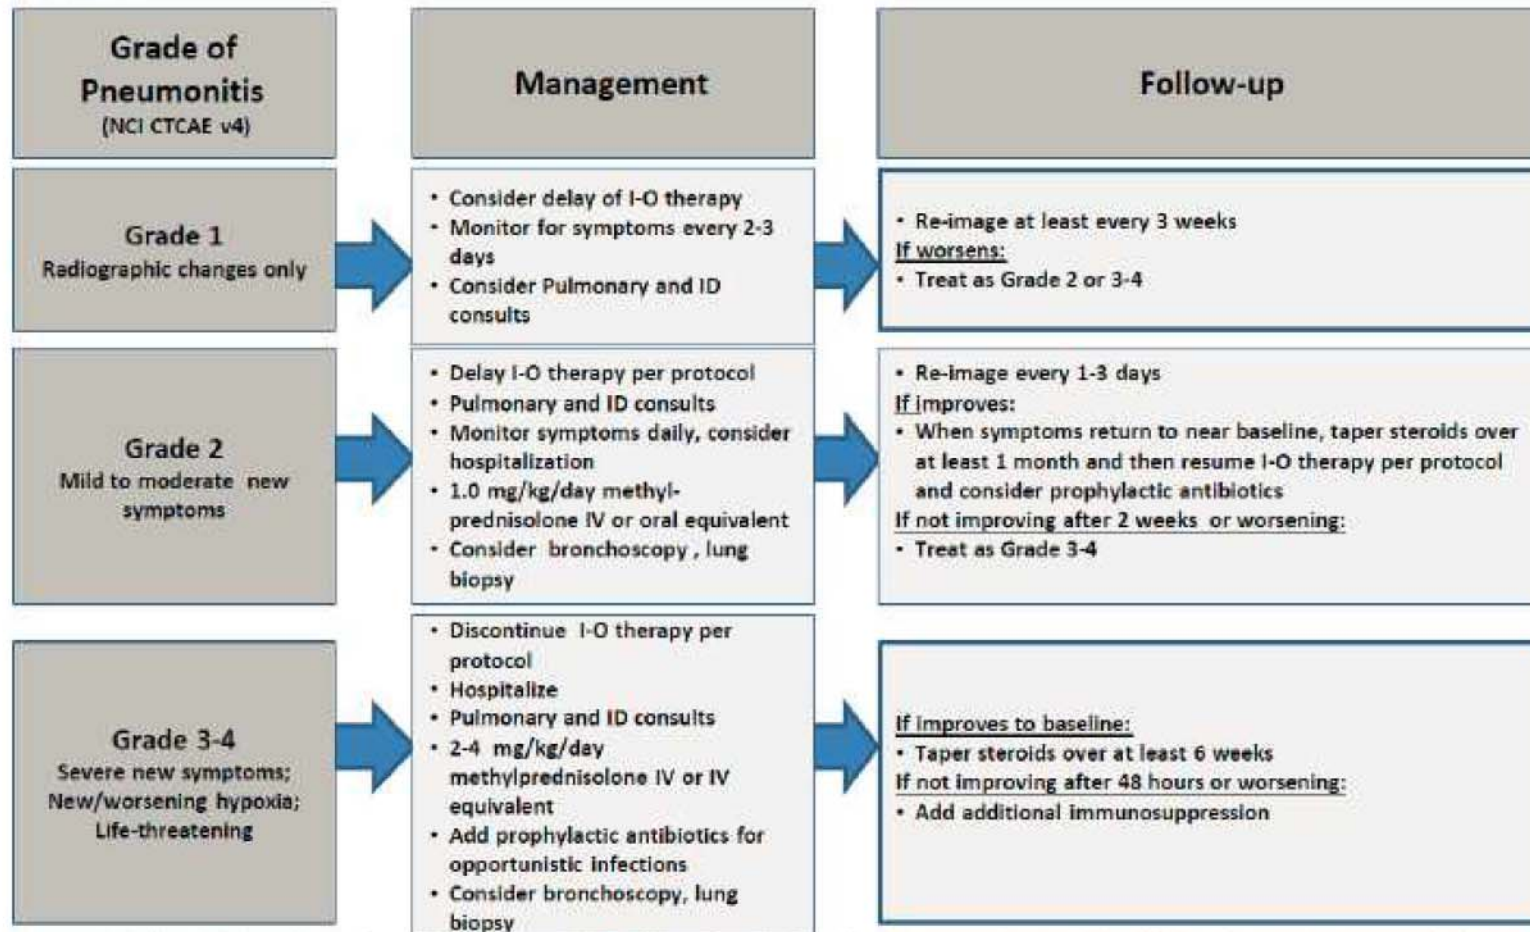 Grade of
Pneumonitis
(NCI CTCAE v4)
Management
Follow-up
Grade 1
Radiographic changes only
• Consider delay of I-O therapy
• Monitor for symptoms every 2-3
days
• Consider Pulmonary and ID
consults
• Re-image at least every 3 weeks
If worsens:
• Treat as Grade 2 or 3-4
Grade 2
Mild to moderate new
symptoms
• Delay I-O therapy per protocol
• Pulmonary and ID consults
• Monitor symptoms daily, consider
hospitalization
• 1.0 mg/kg/day methyl-
prednisolone IV or oral equivalent
• Consider bronchoscopy , lung
biopsy
• Re-image every 1-3 days
If improves:
• When symptoms return to near baseline, taper steroids over
at least 1 month and then resume I-O therapy per protocol
and consider prophylactic antibiotics
If not improving after 2 weeks or worsening:
• Treat as Grade 3-4
Grade 3-4
Severe new symptoms;
New/worsening hypoxia;
Life-threatening
• Discontinue I-O therapy per
protocol
• Hospitalize
• Pulmonary and ID consults
• 2-4 mg/kg/day
methylprednisolone IV or IV
equivalent
• Add prophylactic antibiotics for
opportunistic infections
• Consider bronchoscopy, lung
biopsy
If improves to baseline:
• Taper steroids over at least 6 weeks
If not improving after 48 hours or worsening:
• Add additional immunosuppression